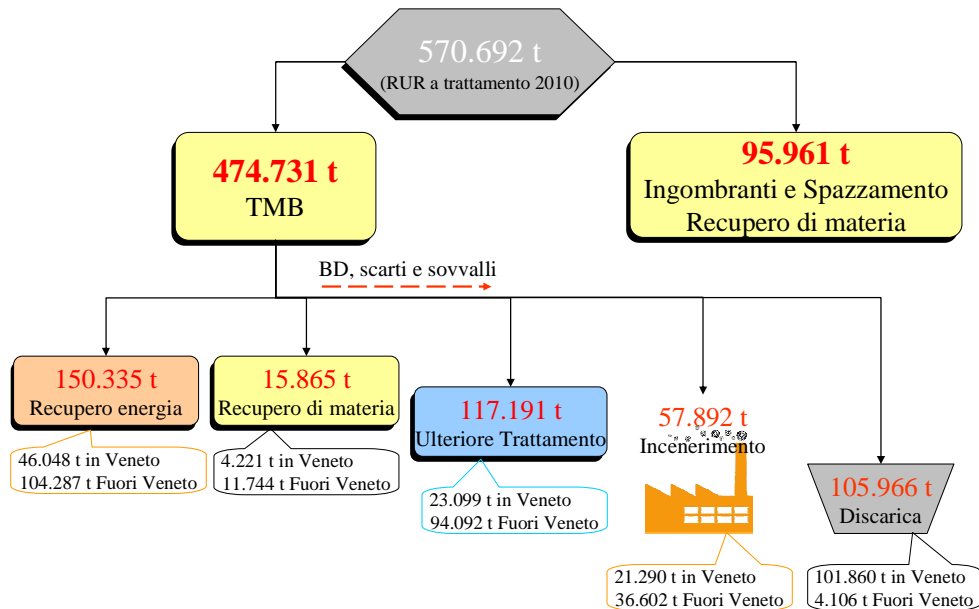 570.692 t
(RUR a trattamento 2010)
474.731 t
TMB
95.961 t
Ingombranti e Spazzamento
Recupero di materia
BD, scarti e sovvalli
150.335 t
Recupero energia
46.048 t in Veneto
104.287 t Fuori Veneto
15.865 t
Recupero di materia
4.221 t in Veneto
11.744 t Fuori Veneto
117.191 t
Ulteriore Trattamento
23.099 t in Veneto
94.092 t Fuori Veneto
57.892 t
Incenerimento
21.290 t in Veneto
36.602 t Fuori Veneto
105.966 t
Discarica
101.860 t in Veneto
4.106 t Fuori Veneto